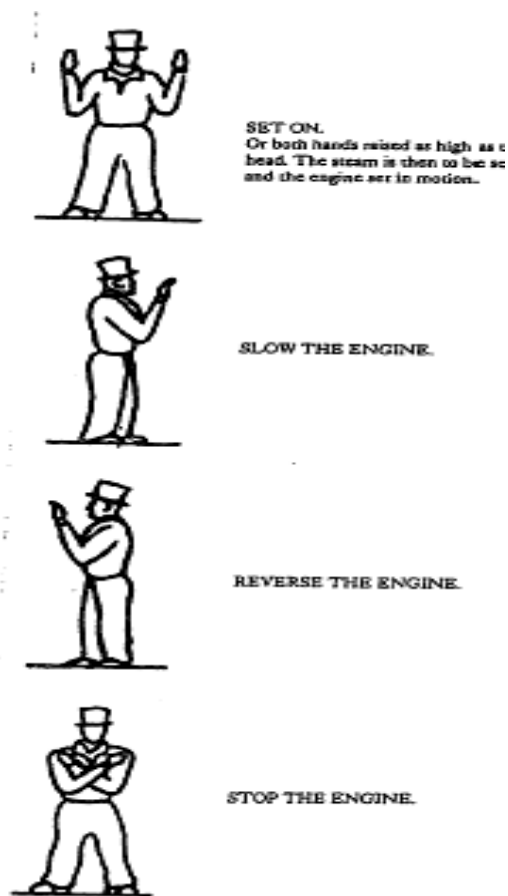 SET ON.
Or both hands raised as high as
head. The steam is then to be
and the engine set in motion.
SLOW THE ENGINE.
REVERSE THE ENGINE.
STOP THE ENGINE.